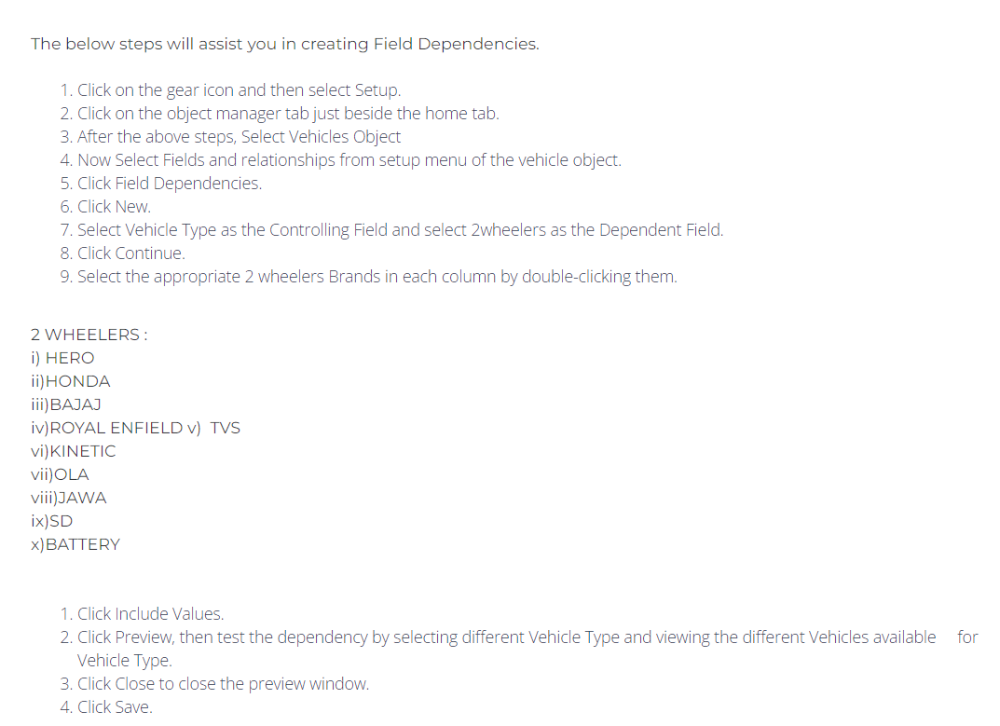 The below steps will assist you in creating Field Dependencies.
1. Click on the gear icon and then select Setup.
2. Click on the object manager tab just beside the home tab.
3. After the above steps, Select Vehicles Object
4. Now Select Fields and relationships from setup menu of the vehicle object.
5. Click Field Dependencies.
6. Click New.
7. Select Vehicle Type as the Controlling Field and select 2wheelers as the Dependent Field.
8. Click Continue.
9. Select the appropriate 2 wheelers Brands in each column by double-clicking them.
2 WHEELERS :
i) HERO
ii)HONDA
iii)BAJAJ
iv)ROYAL ENFIELD v)  TVS
vi)KINETIC
vii)OLA
viii)JAWA
ix)SD
x)BATTERY
1. Click Include Values.
2. Click Preview, then test the dependency by selecting different Vehicle Type and viewing the different Vehicles available    for
Vehicle Type.
3. Click Close to close the preview window.
4. Click Save.